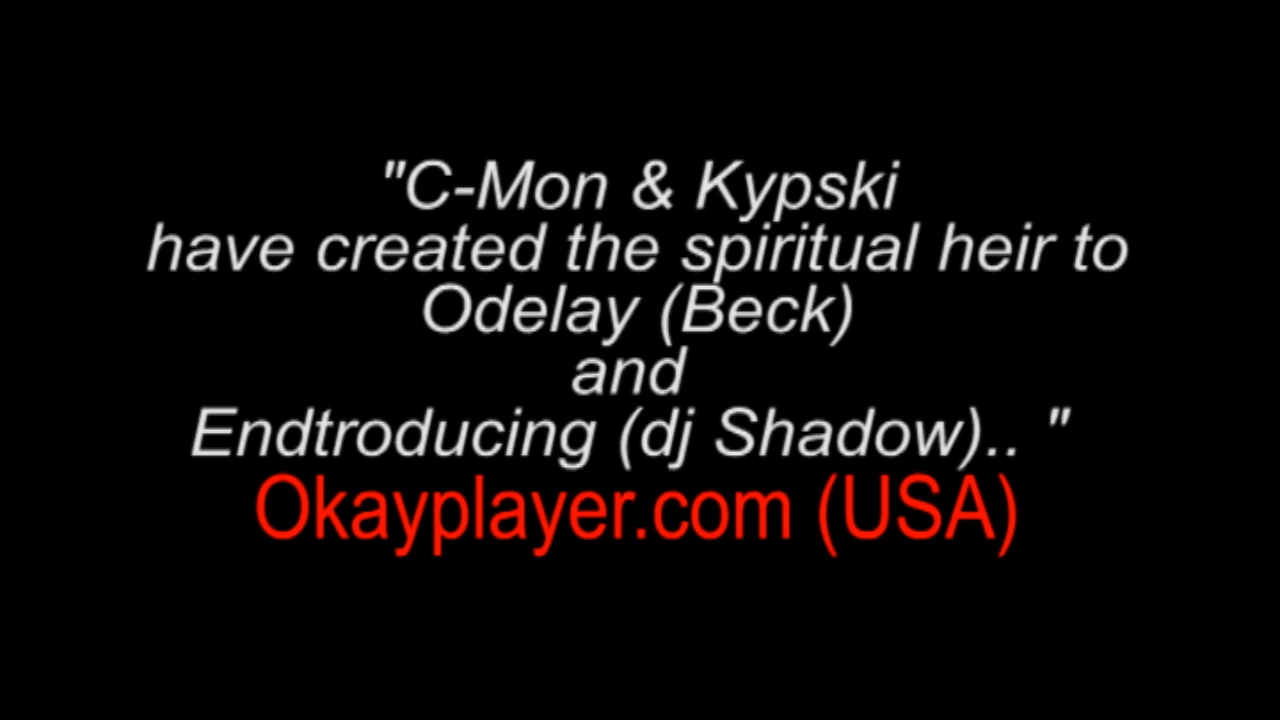 "C-Mon & Kypski
have created the spiritual heir to
Odelay (Beck)
and
Endtroducing (dj Shadow).. "
Okayplayer.com (USA)